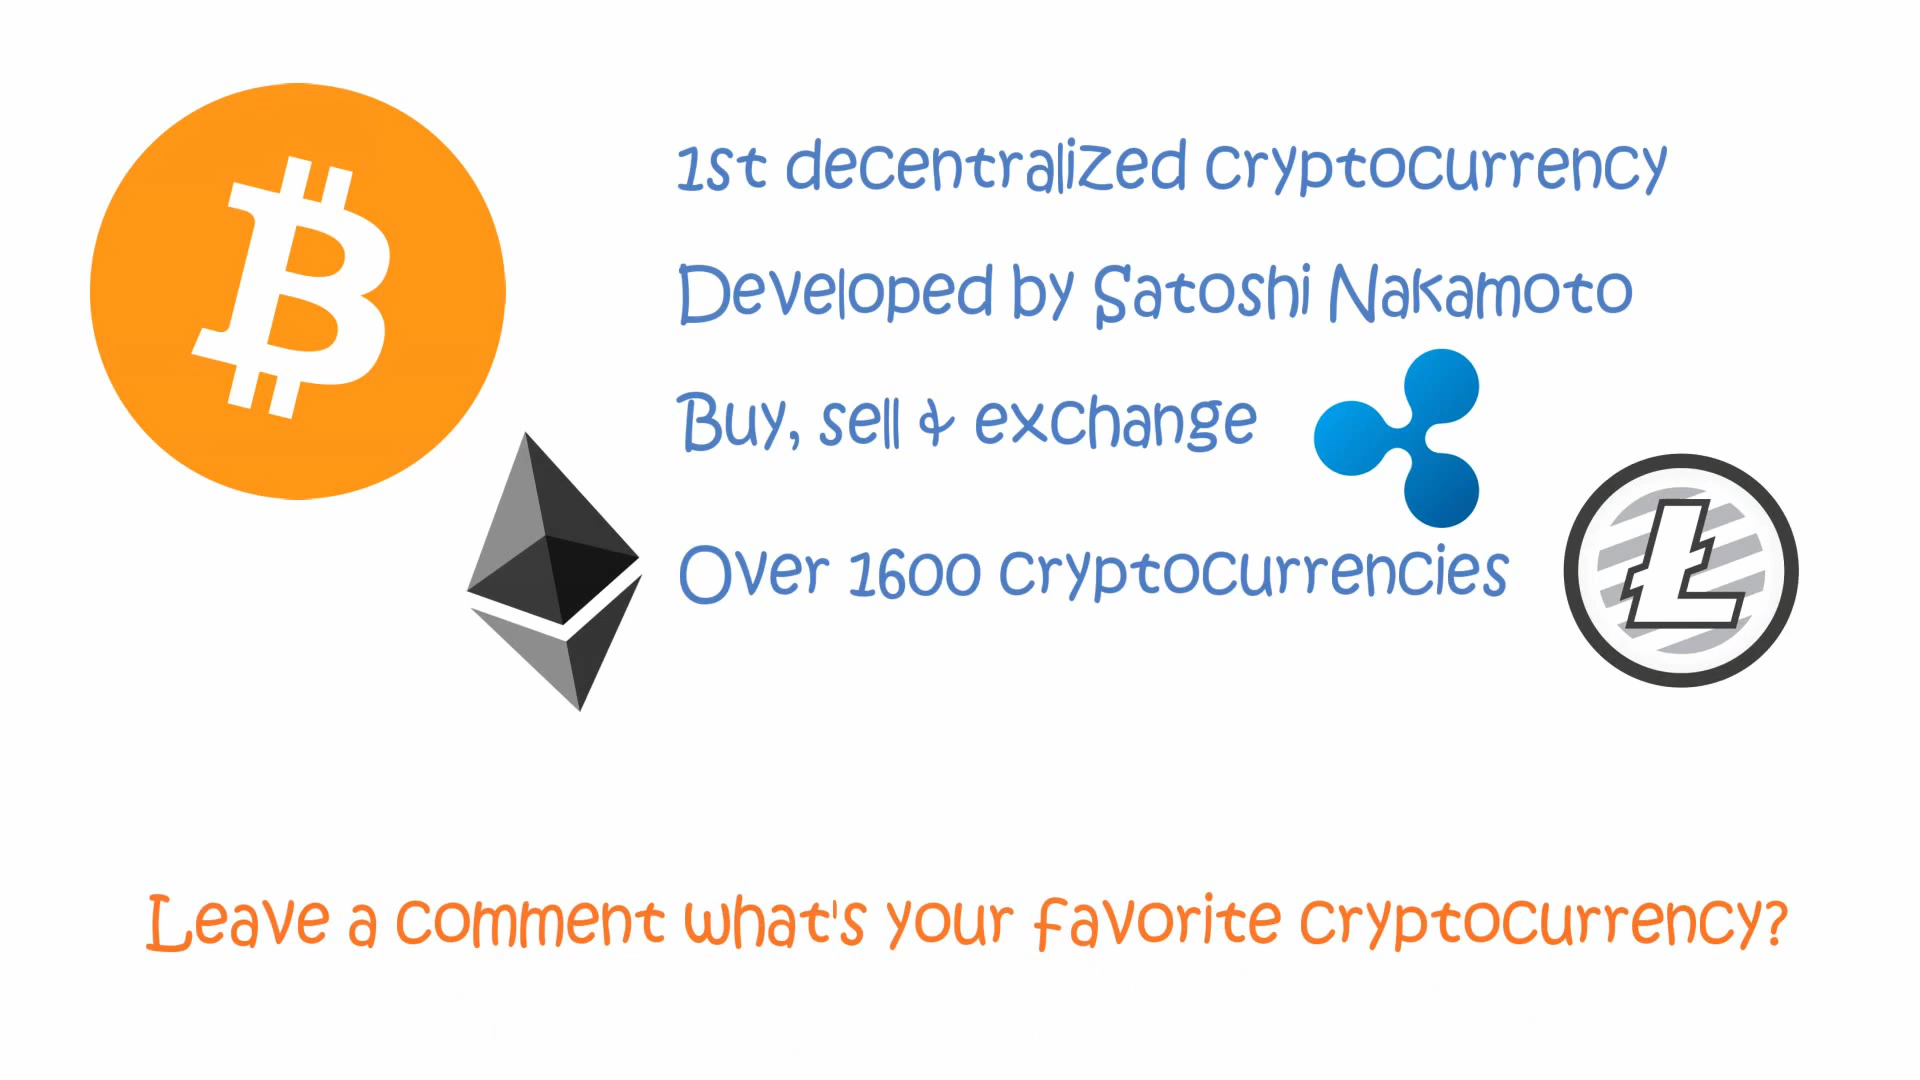 1st decentralized cryptocurrency
Developed by Satoshi Nakamoto
Buy, sell & exchange
Over 1600 cryptocurrencies
Leave a comment what's your favorite cryptocurrency?